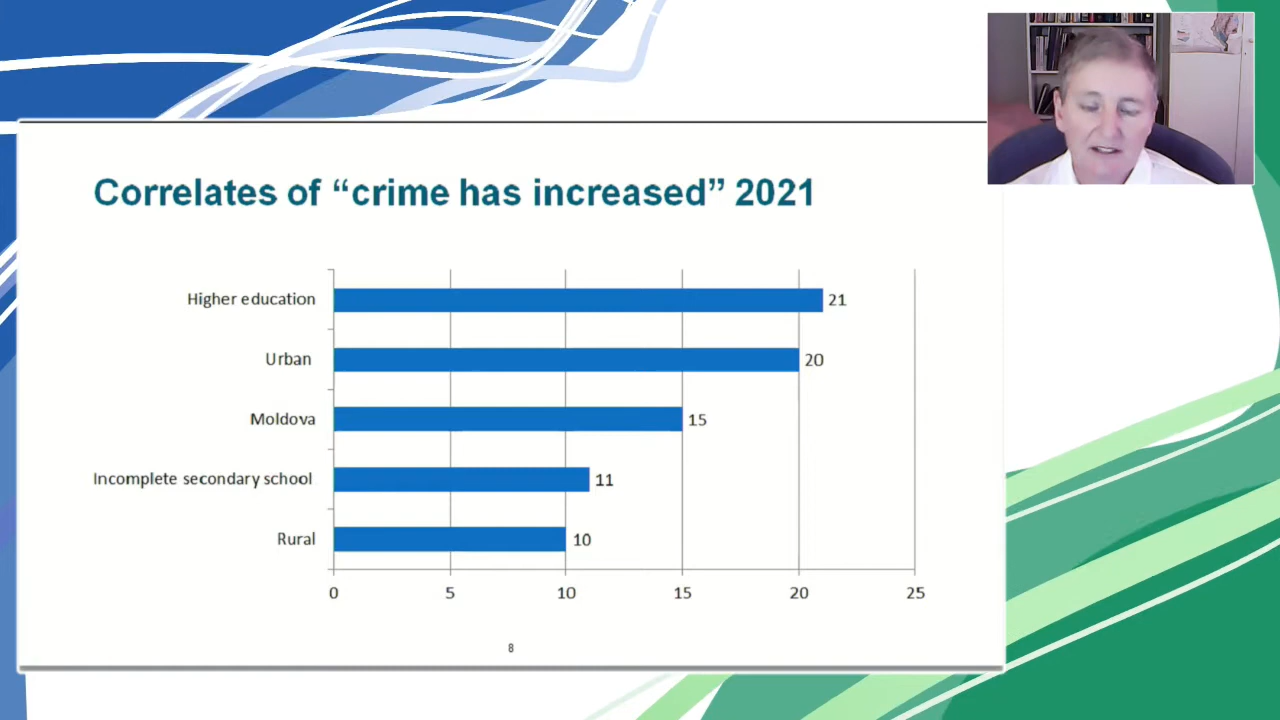 Correlates of “crime has increased” 2021
Higher education 21
Urban 20
Moldova 15
Incomplete secondary school 11
Rural 10
0 5 10 15 20 25
8